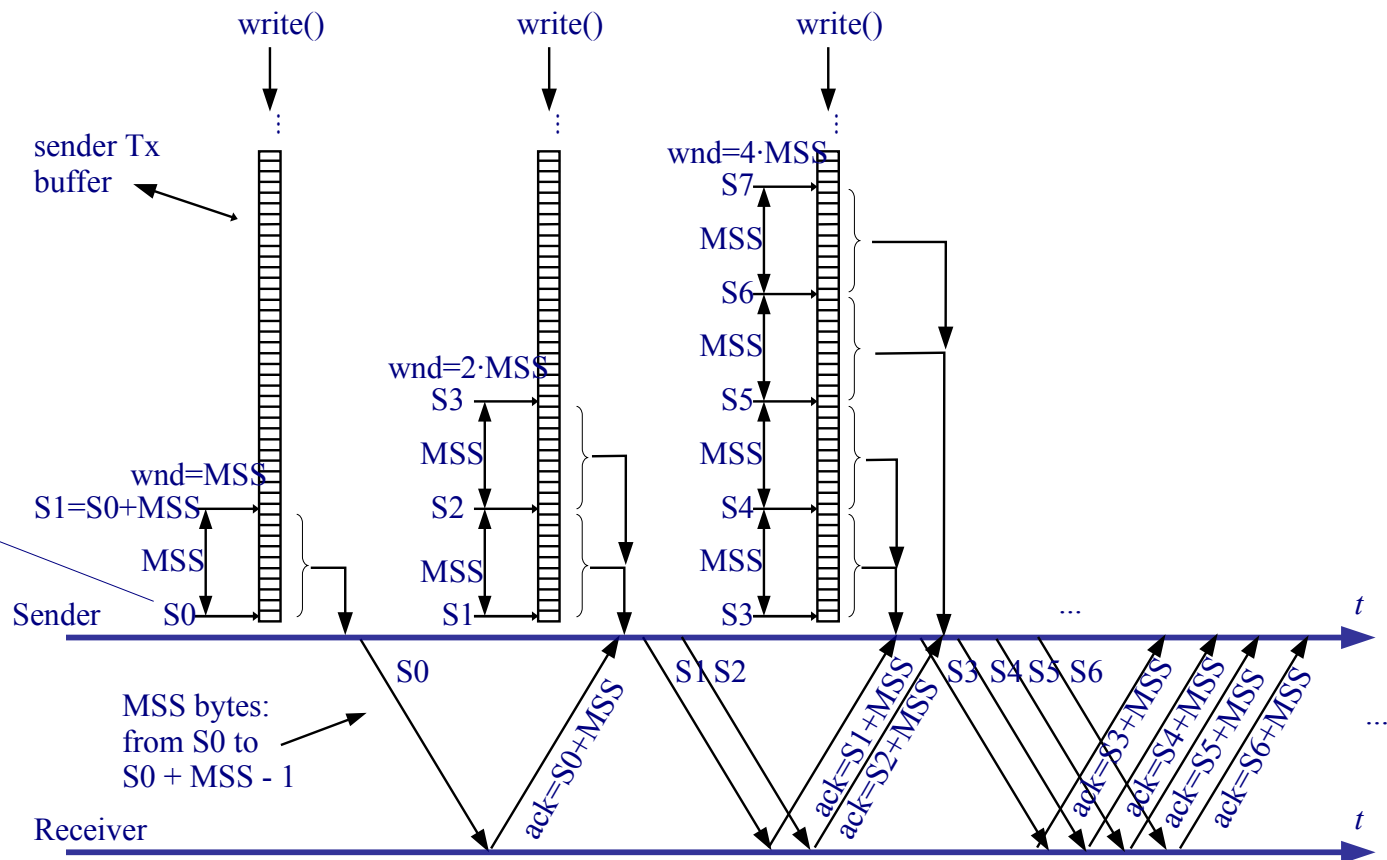 write()
write()
write()
...
...
...
sender Tx
buffer
wnd=4·MSS
S7
MSS
S6
MSS
wnd=2·MSS
S3
S5
MSS
MSS
wnd=MSS
S1=S0+MSS
S2
S4
MSS
MSS
MSS
Sender
S0
S1
S3
...
t
S0
S1
S2
S3
S4
S5
S6
MSS bytes:
from S0 to
S0 + MSS - 1
ack=S0+MSS
ack=S1+MSS
ack=S2+MSS
ack=S3+MSS
ack=S4+MSS
ack=S5+MSS
ack=S6+MSS
...
Receiver
t